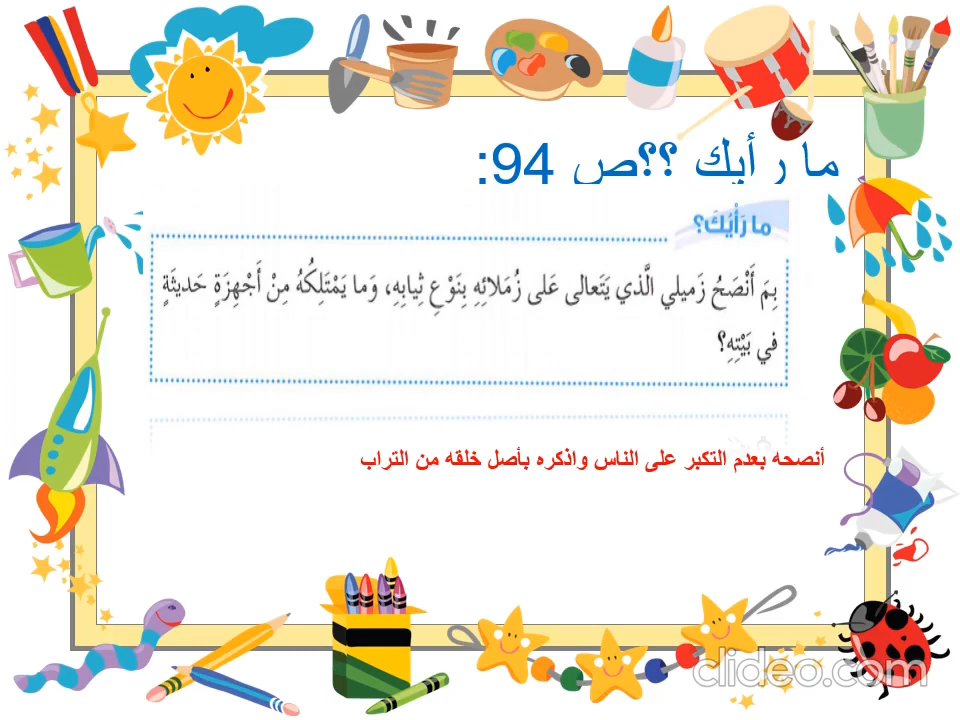 ما رأيك ؟؟ص 94:
ما رَأْيُكَ؟
بِمَ أَنْصَحُ زَميلي الَّذي يَتَعالى عَلى زُمَلائِهِ بِنَوْعِ ثِيابِهِ، وَما يَمْتَلِكُهُ مِنْ أَجْهِزَةٍ حَديثَةٍ
في بَيْتِهِ؟
أنصحه بعدم التكبر على الناس واذكره بأصل خلقه من التراب
clideo.com